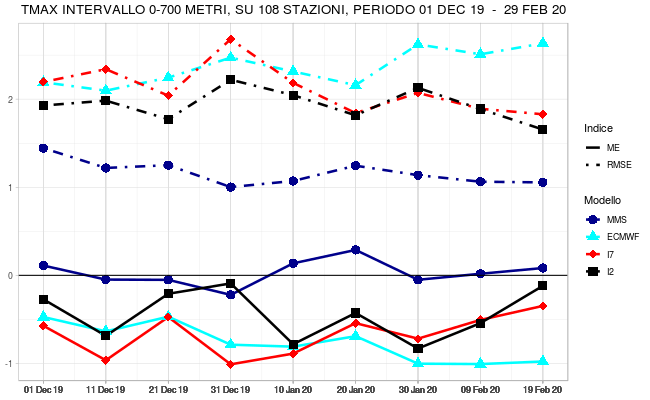 TMAX INTERVALLO 0-700 METRI, SU 108 STAZIONI, PERIODO 01 DEC 19 - 29 FEB 20
2
1
0
-1
01 Dec 19 11 Dec 19 21 Dec 19 31 Dec 19 10 Jan 20 20 Jan 20 30 Jan 20 09 Feb 20 19 Feb 20
Indice
ME
RMSE
Modello
MMS
ECMWF
I7
I2